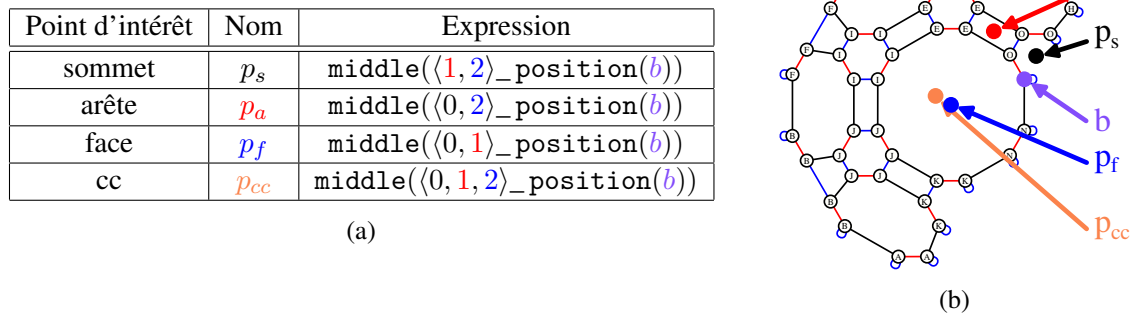 Point d'intérêt Nom Expression
sommet p_s middle(⟨1, 2⟩_position(b))
arête p_a middle(⟨0, 2⟩_position(b))
face p_f middle(⟨0, 1⟩_position(b))
cc p_cc middle(⟨0, 1, 2⟩_position(b))
(a)
F I I E E H
F I I E E O O
p_s
F I I O
b
B J J N
p_f
B J J N
J J K K
B K
p_cc
B K
A A
(b)